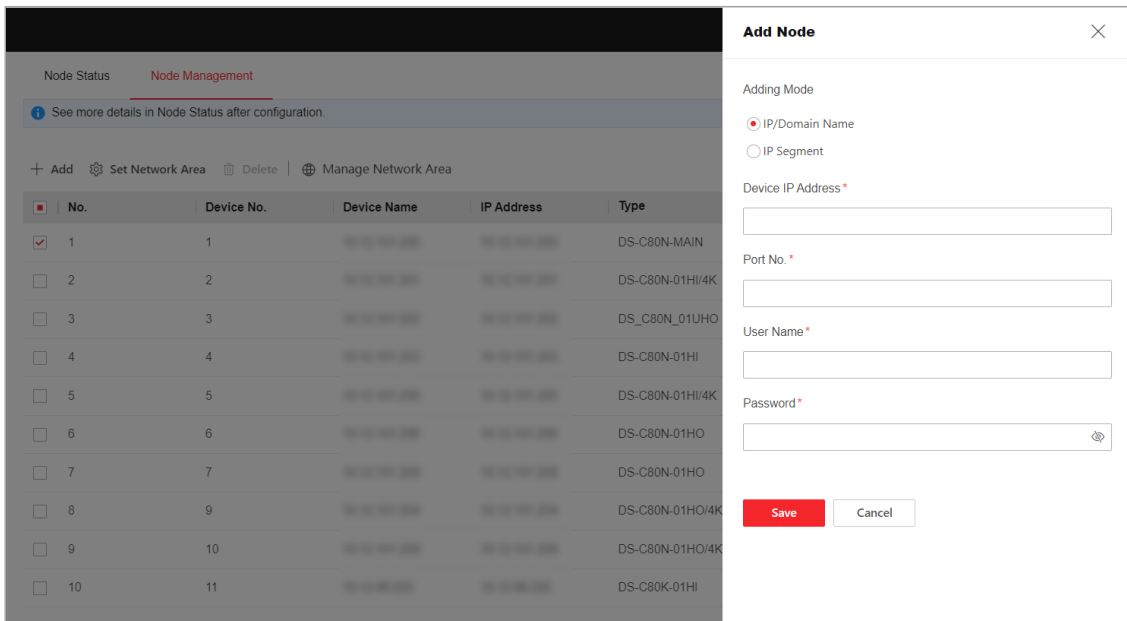 Add Node
Node Status Node Management
See more details in Node Status after configuration.
Add Set Network Area Delete Manage Network Area
No. Device No. Device Name IP Address Type
1 1 DS-C80N-MAIN
2 2 DS-C80N-01HI/4K
3 3 DS_C80N_01UHO
4 4 DS-C80N-01HI
5 5 DS-C80N-01HI/4K
6 6 DS-C80N-01HO
7 7 DS-C80N-01HO
8 9 DS-C80N-01HO/4K
9 10 DS-C80N-01HO/4K
10 11 DS-C80K-01HI
Adding Mode
IP/Domain Name
IP Segment
Device IP Address*
Port No.*
User Name*
Password*
Save Cancel